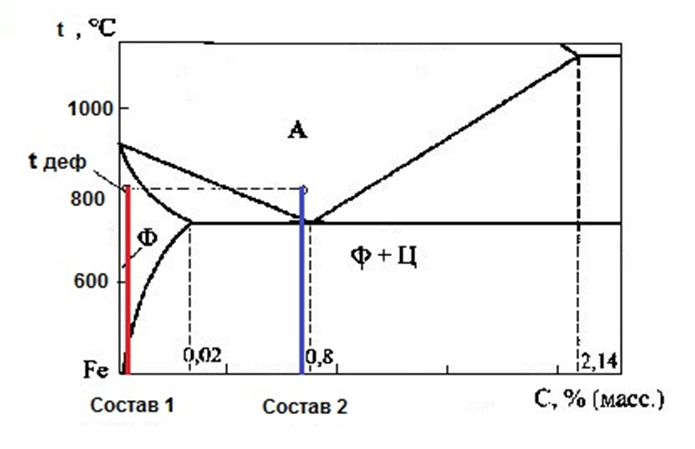 t , °C
1000
А
t деф
800
Ф
Ф + Ц
600
0,02
0,8
2,14
Fe
Состав 1
Состав 2
C, % (масс.)